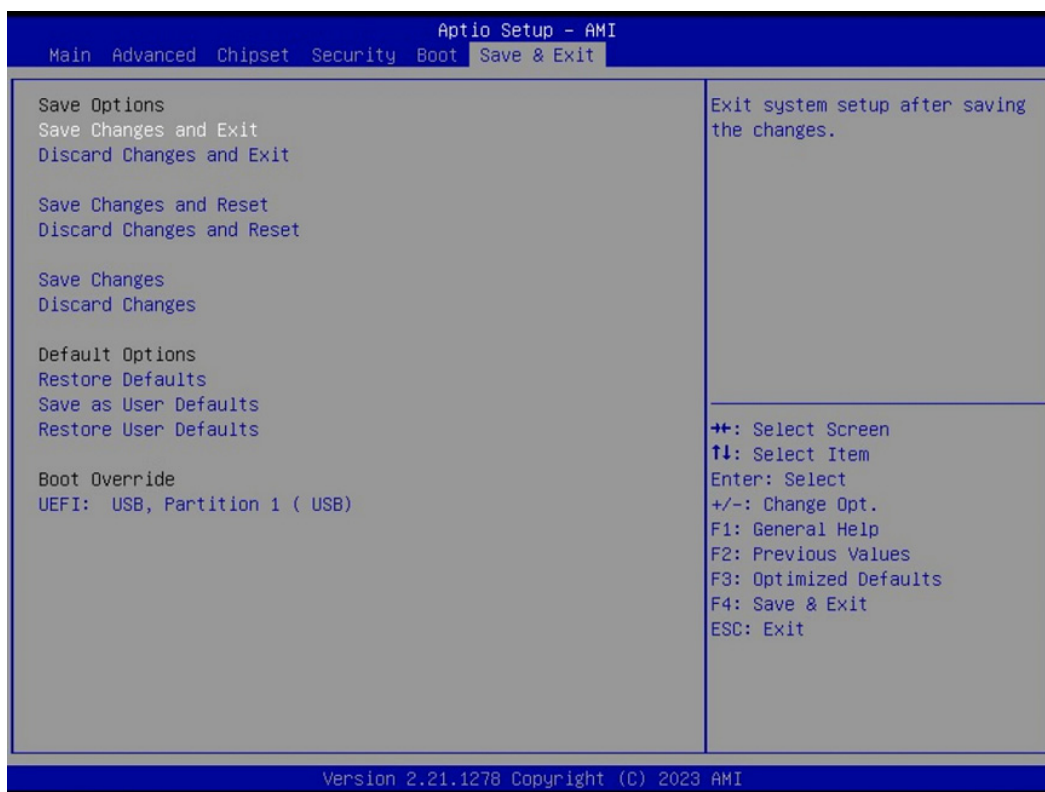 Aptio Setup – AMI
Main Advanced Chipset Security Boot Save & Exit
Save Options
Save Changes and Exit
Discard Changes and Exit
Save Changes and Reset
Discard Changes and Reset
Save Changes
Discard Changes
Default Options
Restore Defaults
Save as User Defaults
Restore User Defaults
Boot Override
UEFI: USB, Partition 1 ( USB)
Exit system setup after saving
the changes.
→←: Select Screen
↑↓: Select Item
Enter: Select
+/-: Change Opt.
F1: General Help
F2: Previous Values
F3: Optimized Defaults
F4: Save & Exit
ESC: Exit
Version 2.21.1278 Copyright (C) 2023 AMI